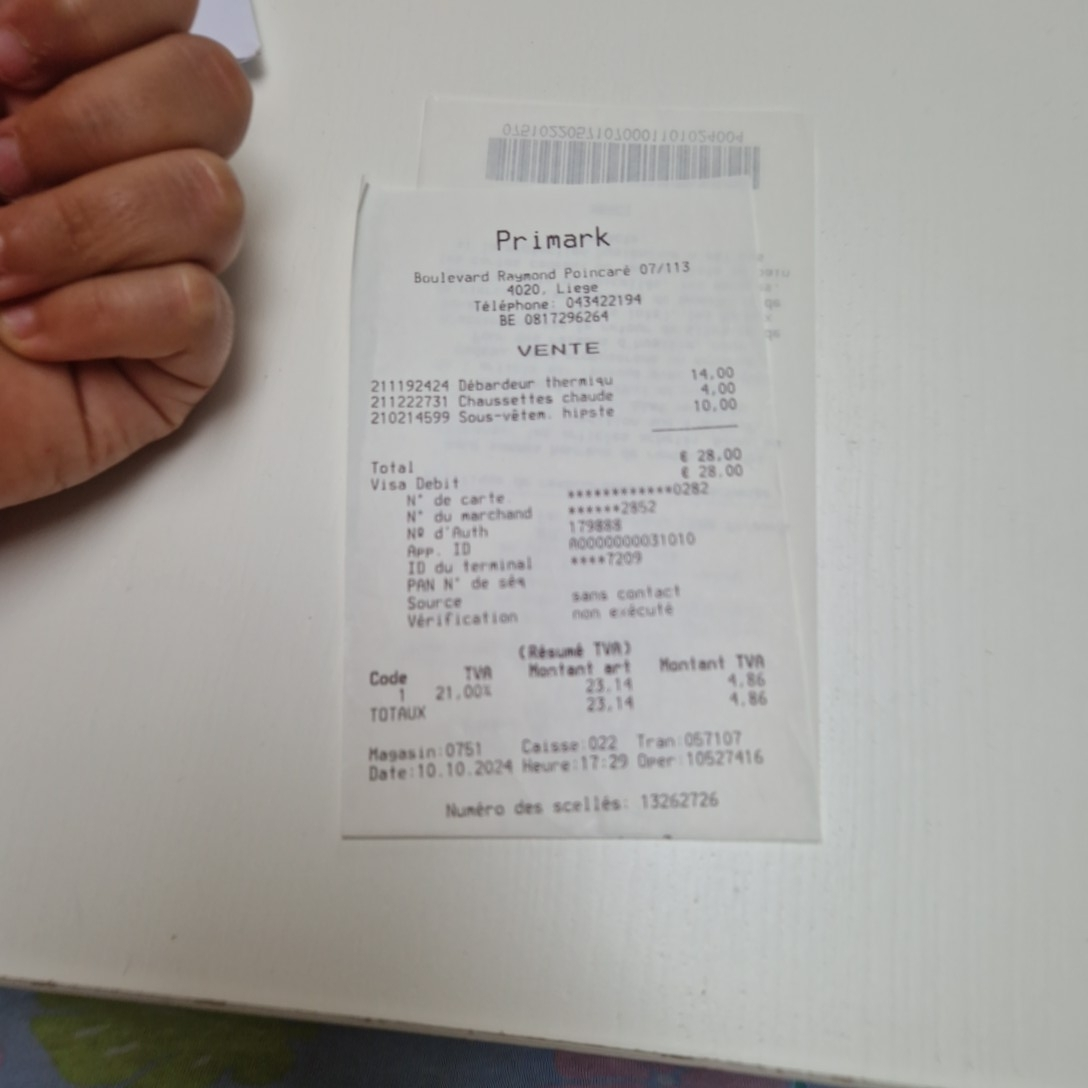 07510220571070001101024004
Primark
Boulevard Raymond Poincaré 07/113
4020, Liege
Téléphone: 043422194
BE 0817296264
VENTE
211192424 Débardeur thermiqu 14,00
211222731 Chaussettes chaude 4,00
210214599 Sous-vêtem. hipste 10,00
Total € 28,00
Visa Debit € 28,00
N° de carte ************0282
N° du marchand ******2852
Nº d'Auth 179888
App. ID A0000000031010
ID du terminal ****7209
PAN N° de séq
Source sans contact
Vérification non exécuté
(Résumé TVA)
Code TVA Montant art Montant TVA
1 21,00% 23,14 4,86
TOTAUX 23,14 4,86
Magasin:0751 Caisse:022 Tran:057107
Date:10.10.2024 Heure:17:29 Oper:10527416
Numéro des scellés: 13262726